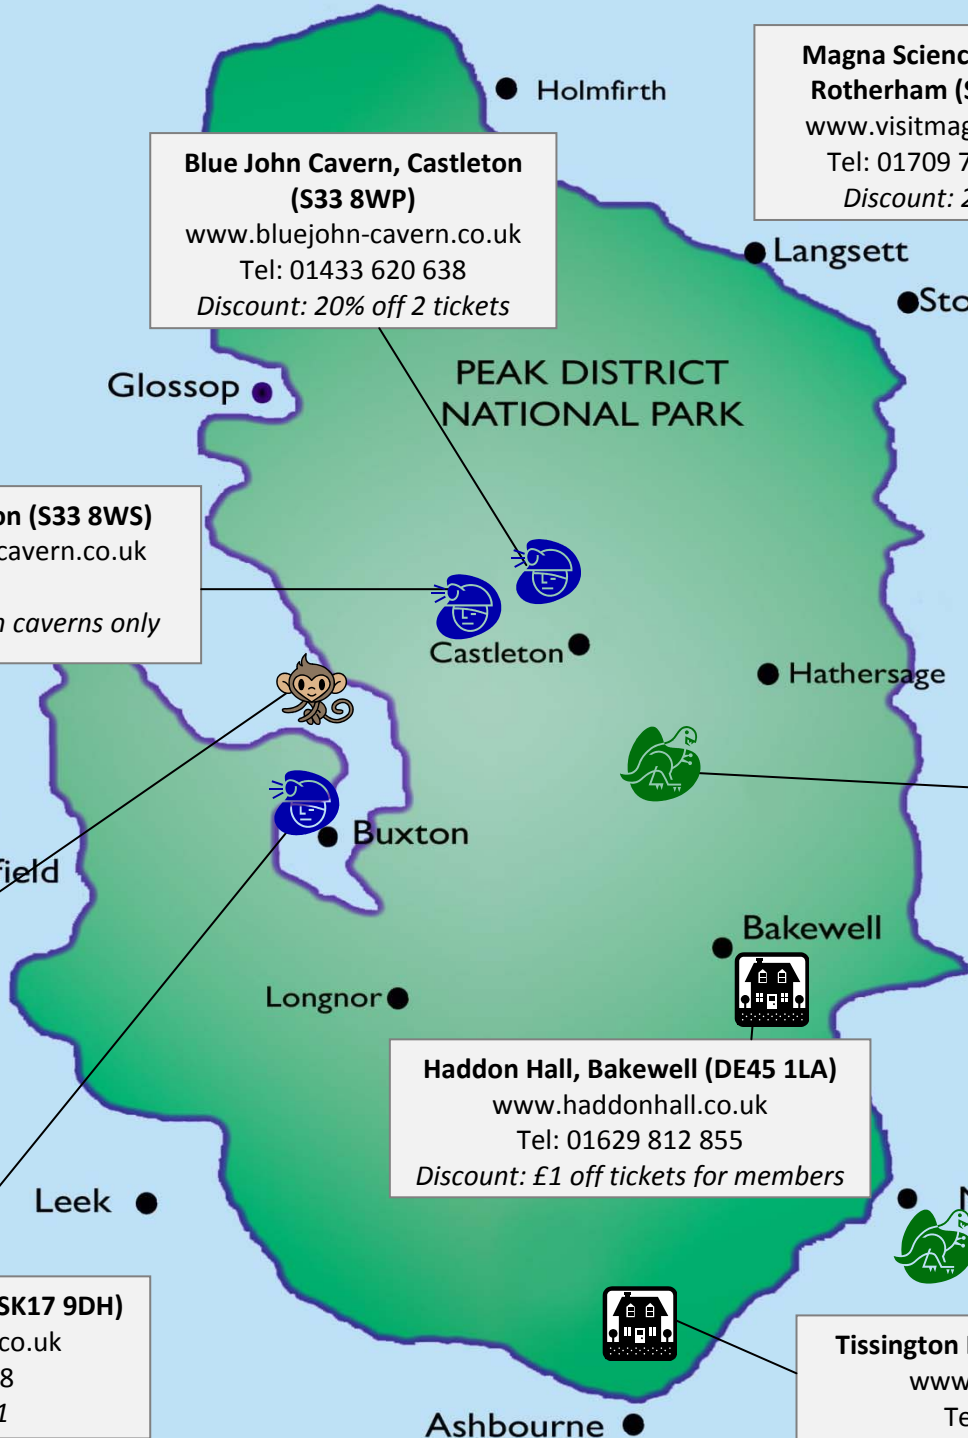 Holmfirth
Magna
Rotherham
Tel: 01709 7
Discount: 2
Blue John Cavern, Castleton
(S33 8WP)
www.bluejohn-cavern.co.uk
Tel: 01433 620 638
Discount: 20% off 2 tickets
Langsett
PEAK DISTRICT
NATIONAL PARK
Glossop
(S33 8WS)
cavern.co.uk
caverns only
Castleton
Hathersage
Buxton
field
Bakewell
Longnor
Haddon Hall, Bakewell (DE45 1LA)
www.haddonhall.co.uk
Tel: 01629 812 855
Discount: £1 off tickets for members
Leek
SK17 9DH)
co.uk
8
1
Tissington
www.
Ashbourne